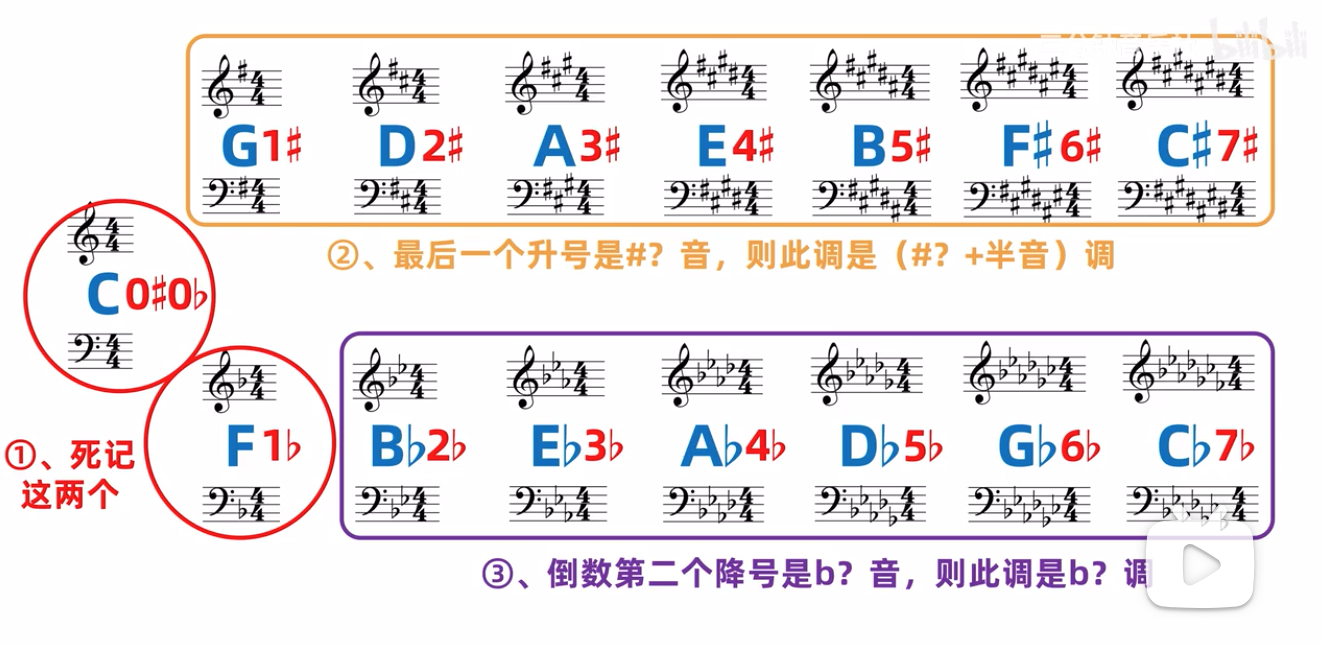 bilibili
G1♯ D2♯ A3♯ E4♯ B5♯ F♯6♯ C♯7♯
②、最后一个升号是#？音，则此调是（#？+半音）调
C0♯0♭
①、死记
这两个
F1♭ B♭2♭ E♭3♭ A♭4♭ D♭5♭ G♭6♭ C♭7♭
③、倒数第二个降号是b？音，则此调是b？调